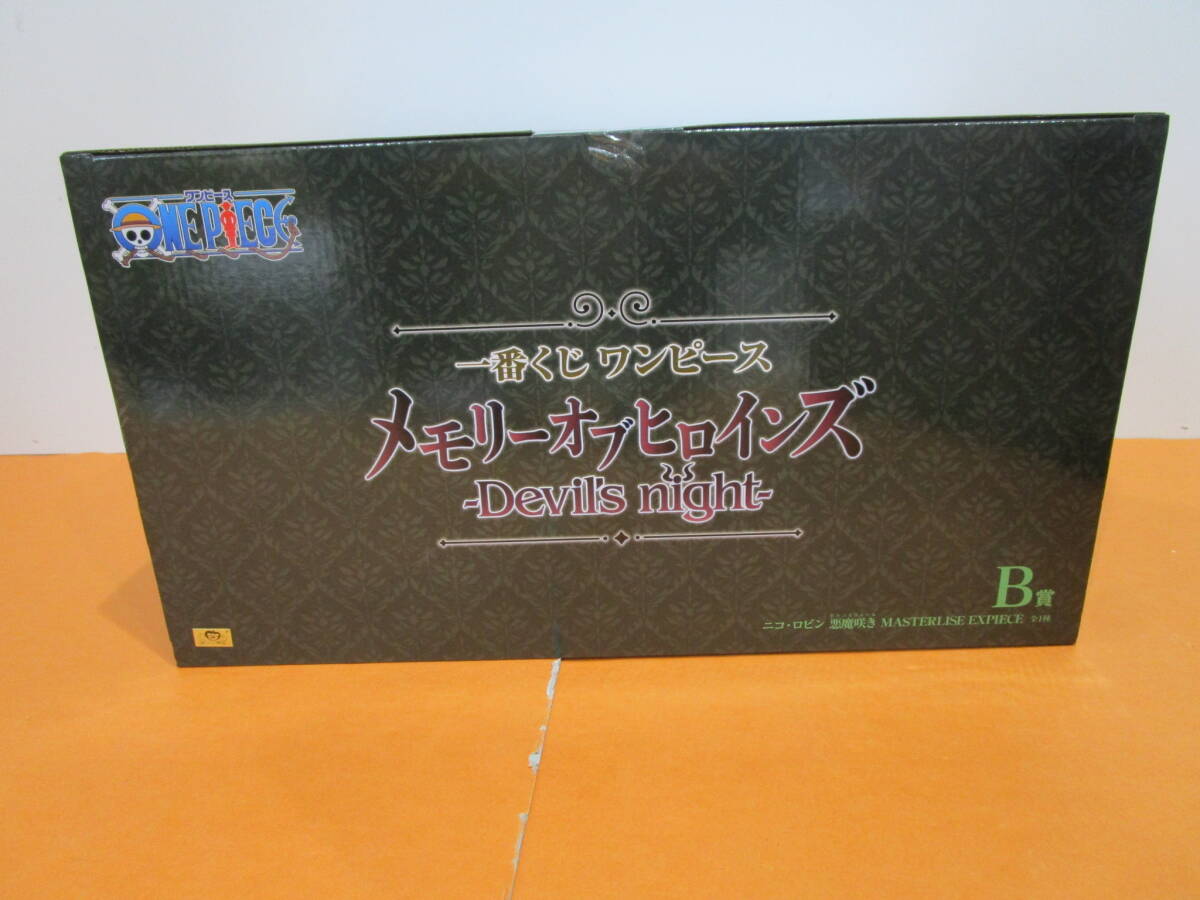 ワンピース
ONE PIECE
一番くじ ワンピース
メモリーオブヒロインズ
-Devil's night-
B賞
ニコ・ロビン 悪魔咲き MASTERLISE EXPIECE 全1種